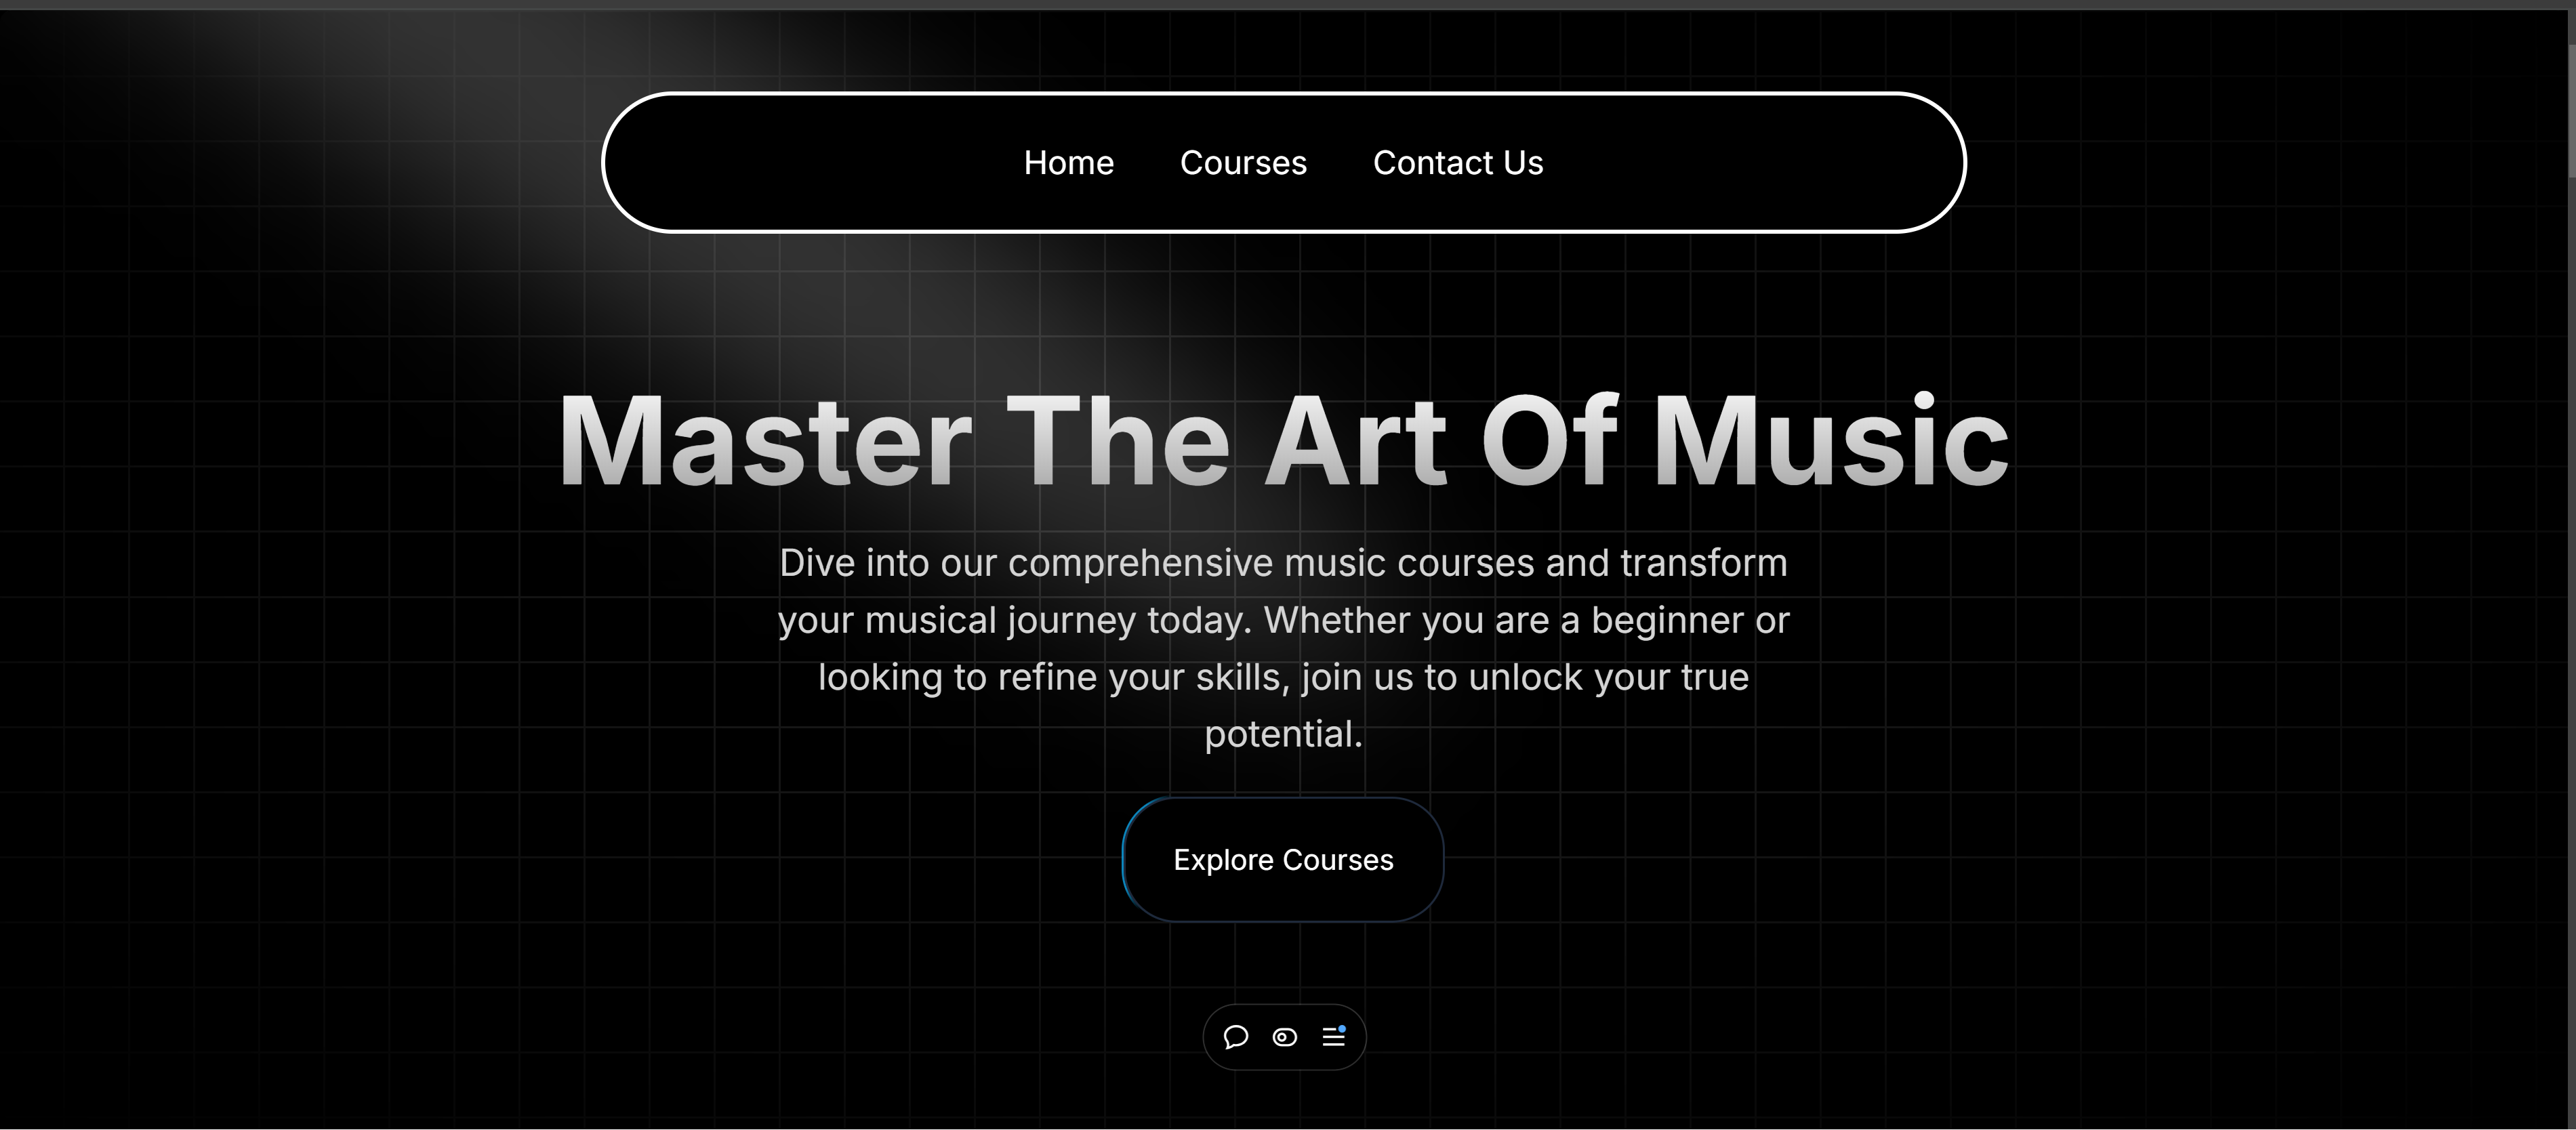 Home Courses Contact Us
Master The Art Of Music
Dive into our comprehensive music courses and transform
your musical journey today. Whether you are a beginner or
looking to refine your skills, join us to unlock your true
potential.
Explore Courses